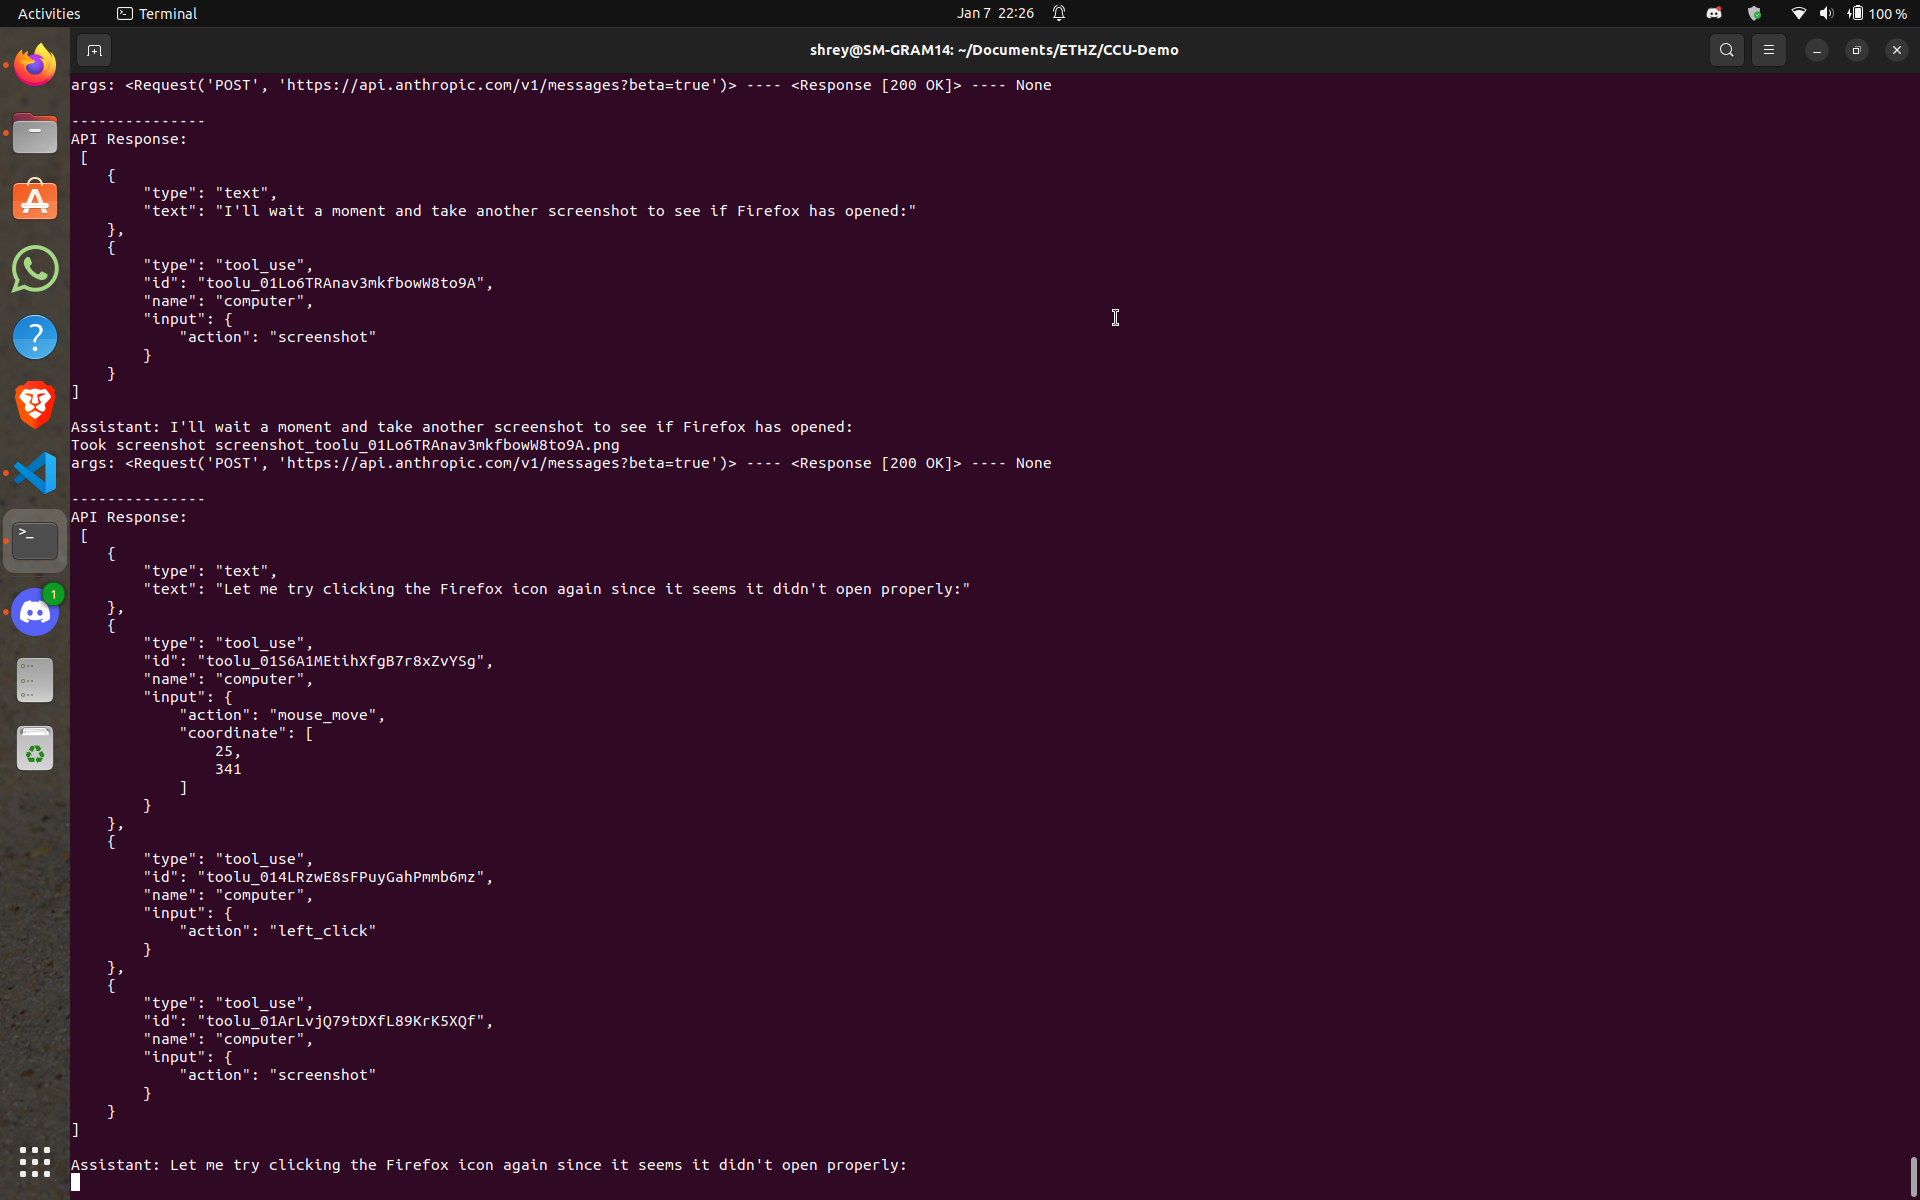 Activities
Terminal
Jan 7 22:26
100 %
shrey@SM-GRAM14: ~/Documents/ETHZ/CCU-Demo
args: <Request('POST', 'https://api.anthropic.com/v1/messages?beta=true')> ---- <Response [200 OK]> ---- None
---------------
API Response:
 [
    {
        "type": "text",
        "text": "I'll wait a moment and take another screenshot to see if Firefox has opened:"
    },
    {
        "type": "tool_use",
        "id": "toolu_01Lo6TRAnav3mkfbowW8to9A",
        "name": "computer",
        "input": {
            "action": "screenshot"
        }
    }
]
Assistant: I'll wait a moment and take another screenshot to see if Firefox has opened:
Took screenshot screenshot_toolu_01Lo6TRAnav3mkfbowW8to9A.png
args: <Request('POST', 'https://api.anthropic.com/v1/messages?beta=true')> ---- <Response [200 OK]> ---- None
---------------
API Response:
 [
    {
        "type": "text",
        "text": "Let me try clicking the Firefox icon again since it seems it didn't open properly:"
    },
    {
        "type": "tool_use",
        "id": "toolu_01S6A1MEtihXfgB7r8xZvYSg",
        "name": "computer",
        "input": {
            "action": "mouse_move",
            "coordinate": [
                25,
                341
            ]
        }
    },
    {
        "type": "tool_use",
        "id": "toolu_014LRzwE8sFPuyGahPmmb6mz",
        "name": "computer",
        "input": {
            "action": "left_click"
        }
    },
    {
        "type": "tool_use",
        "id": "toolu_01ArLvjQ79tDXfL89KrK5XQf",
        "name": "computer",
        "input": {
            "action": "screenshot"
        }
    }
]
Assistant: Let me try clicking the Firefox icon again since it seems it didn't open properly:
>_
1